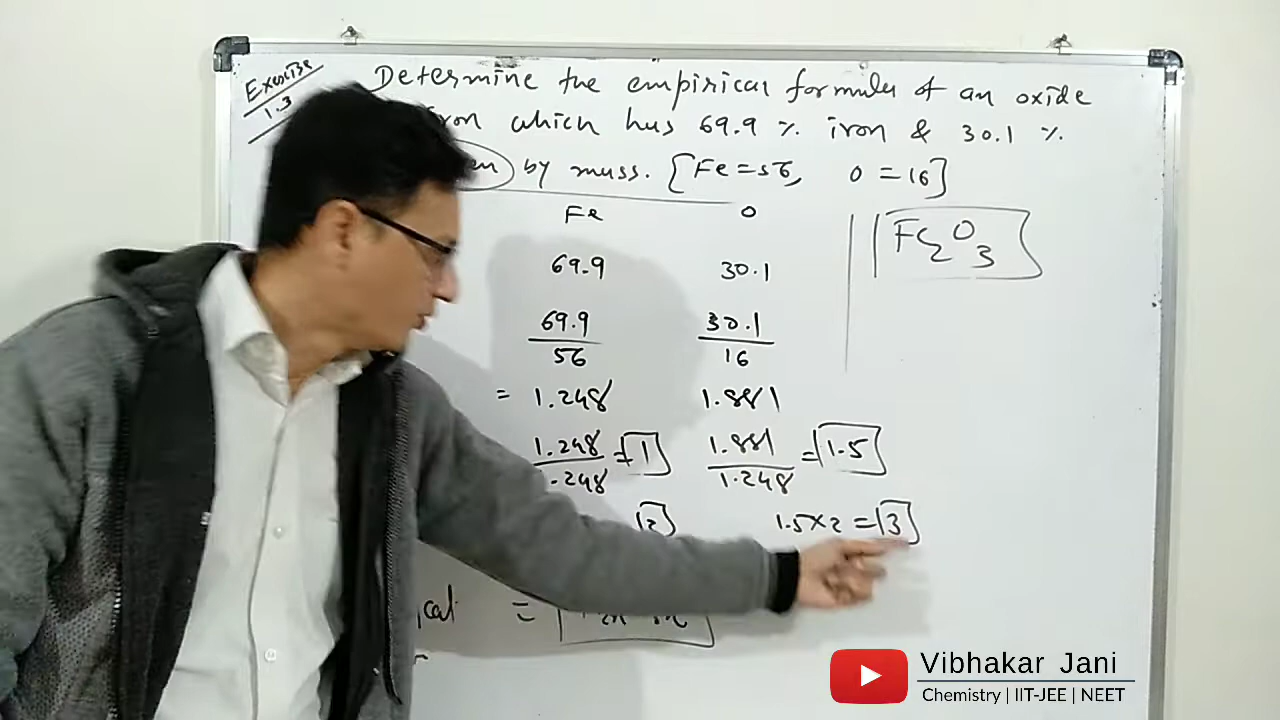 Exercise
1.3
Determine the empirical formula of an oxide
iron which has 69.9 % iron & 30.1 %
by mass. [Fe=56, O=16]
Fe O
Fe2O3
69.9 30.1
69.9/56 30.1/16
= 1.248 1.881
1.248/1.248 = 1 1.881/1.248 = 1.5
2 1.5×2 = 3
=
Vibhakar Jani
Chemistry | IIT-JEE | NEET